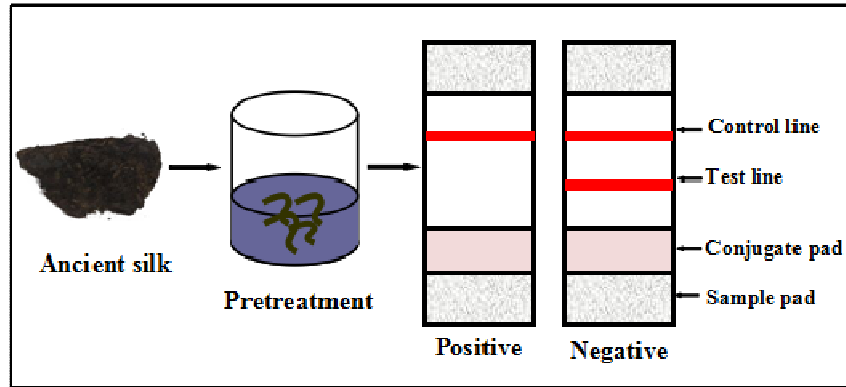 Control line
Test line
Conjugate pad
Sample pad
Ancient silk
Pretreatment
Positive
Negative